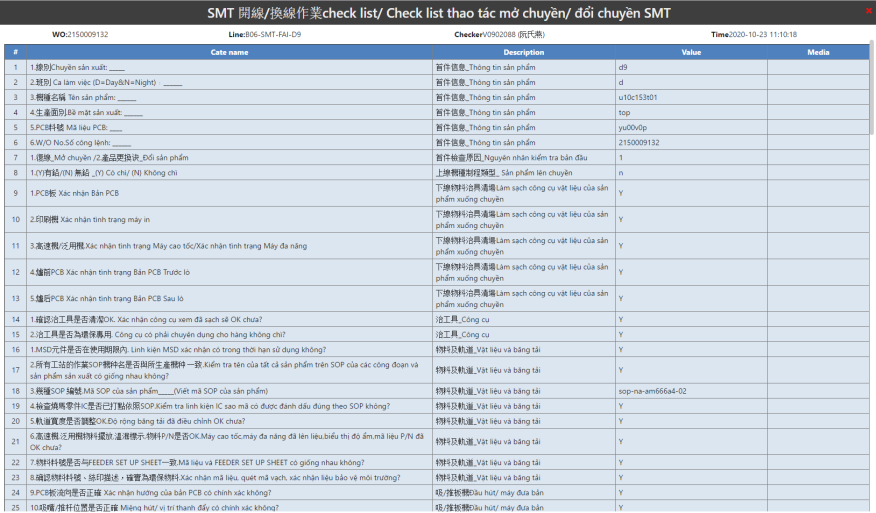 SMT 開線/換線作業check list/ Check list thao tác mở chuyền/ đổi chuyền SMT
WO:2150009132 Line:B06-SMT-FAI-D9 CheckerV0902088 (阮氏燕) Time2020-10-23 11:10:18
# Cate name Description Value Media
1 1.線別Chuyền sản xuất: _____ 首件信息_Thông tin sản phẩm d9
2 2.班別 Ca làm việc (D=Day&N=Night) : _____ 首件信息_Thông tin sản phẩm d
3 3.機種名稱 Tên sản phẩm: _____ 首件信息_Thông tin sản phẩm u10c153t01
4 4.生產面別.Bề mặt sản xuất: _____ 首件信息_Thông tin sản phẩm top
5 5.PCB料號 Mã liệu PCB: ____ 首件信息_Thông tin sản phẩm yu00v0p
6 6.W/O No.Số công lệnh: _____ 首件信息_Thông tin sản phẩm 2150009132
7 1.復線_Mở chuyền /2.產品更換決_Đổi sản phẩm 首件檢查原因_Nguyên nhân kiểm tra bản đầu 1
8 1.(Y)有鉛/(N) 無鉛 _(Y) Có chì/ (N) Không chì 上線機種制程類型_ Sản phẩm lên chuyền n
9 1.PCB板 Xác nhận Bản PCB 下線物料治具清場Làm sạch công cụ vật liệu của sản
phẩm xuống chuyền Y
10 2.印刷機 Xác nhận tình trạng máy in 下線物料治具清場Làm sạch công cụ vật liệu của sản
phẩm xuống chuyền Y
11 3.高速機/泛用機.Xác nhận tình trạng Máy cao tốc/Xác nhận tình trạng Máy đa năng 下線物料治具清場Làm sạch công cụ vật liệu của sản
phẩm xuống chuyền Y
12 4.爐前PCB Xác nhận tình trạng Bản PCB Trước lò 下線物料治具清場Làm sạch công cụ vật liệu của sản
phẩm xuống chuyền Y
13 5.爐后PCB Xác nhận tình trạng Bản PCB Sau lò 下線物料治具清場Làm sạch công cụ vật liệu của sản
phẩm xuống chuyền Y
14 1.確認治工具是否清潔OK. Xác nhận công cụ xem đã sạch sẽ OK chưa? 治工具_Công cụ Y
15 2.治工具是否為環保專用. Công cụ có phải chuyên dụng cho hàng không chì? 治工具_Công cụ Y
16 1.MSD元件是否在使用期限內. Linh kiện MSD xác nhận có trong thời hạn sử dụng không? 物料及軌道_Vật liệu và băng tải Y
17 2.所有工站的作業SOP機种名是否與所生產機种一致.Kiểm tra tên của tất cả sản phẩm trên SOP của các công đoạn và
sản phẩm sản xuất có giống nhau không? 物料及軌道_Vật liệu và băng tải Y
18 3.幾種SOP 編號.Mã SOP của sản phẩm_____(Viết mã SOP của sản phẩm) 物料及軌道_Vật liệu và băng tải sop-na-am666a4-02
19 4.檢查燒馬零件IC是否已打點依照SOP.Kiểm tra linh kiện IC sao mã có được đánh dấu đúng theo SOP không? 物料及軌道_Vật liệu và băng tải Y
20 5.軌道寬度是否調整OK.Độ rộng băng tải đã điều chỉnh OK chưa? 物料及軌道_Vật liệu và băng tải Y
21 6.高速機.泛用機物料擺放.溫濕標示.物料P/N是否OK.Máy cao tốc.máy đa năng đã lên liệu.biểu thị độ ẩm.mã liệu P/N đã
OK chưa? 物料及軌道_Vật liệu và băng tải Y
22 7.物料料號是否与FEEDER SET UP SHEET一致.Mã liệu và FEEDER SET UP SHEET có giống nhau không? 物料及軌道_Vật liệu và băng tải Y
23 8.確認物料料號、絲印描述，確實為環保物料.Xác nhận mã liệu, quét mã vạch, xác nhận liệu bảo vệ môi trường? 物料及軌道_Vật liệu và băng tải Y
24 9.PCB板流向是否正確 Xác nhận hướng của bản PCB có chính xác không? 吸/推板機Đầu hút/ máy đưa bản Y
25 10.吸嘴/推杆位置是否正確 Miệng hút/ vị trí thanh đẩy có chính xác không? 吸/推板機Đầu hút/ máy đưa bản Y